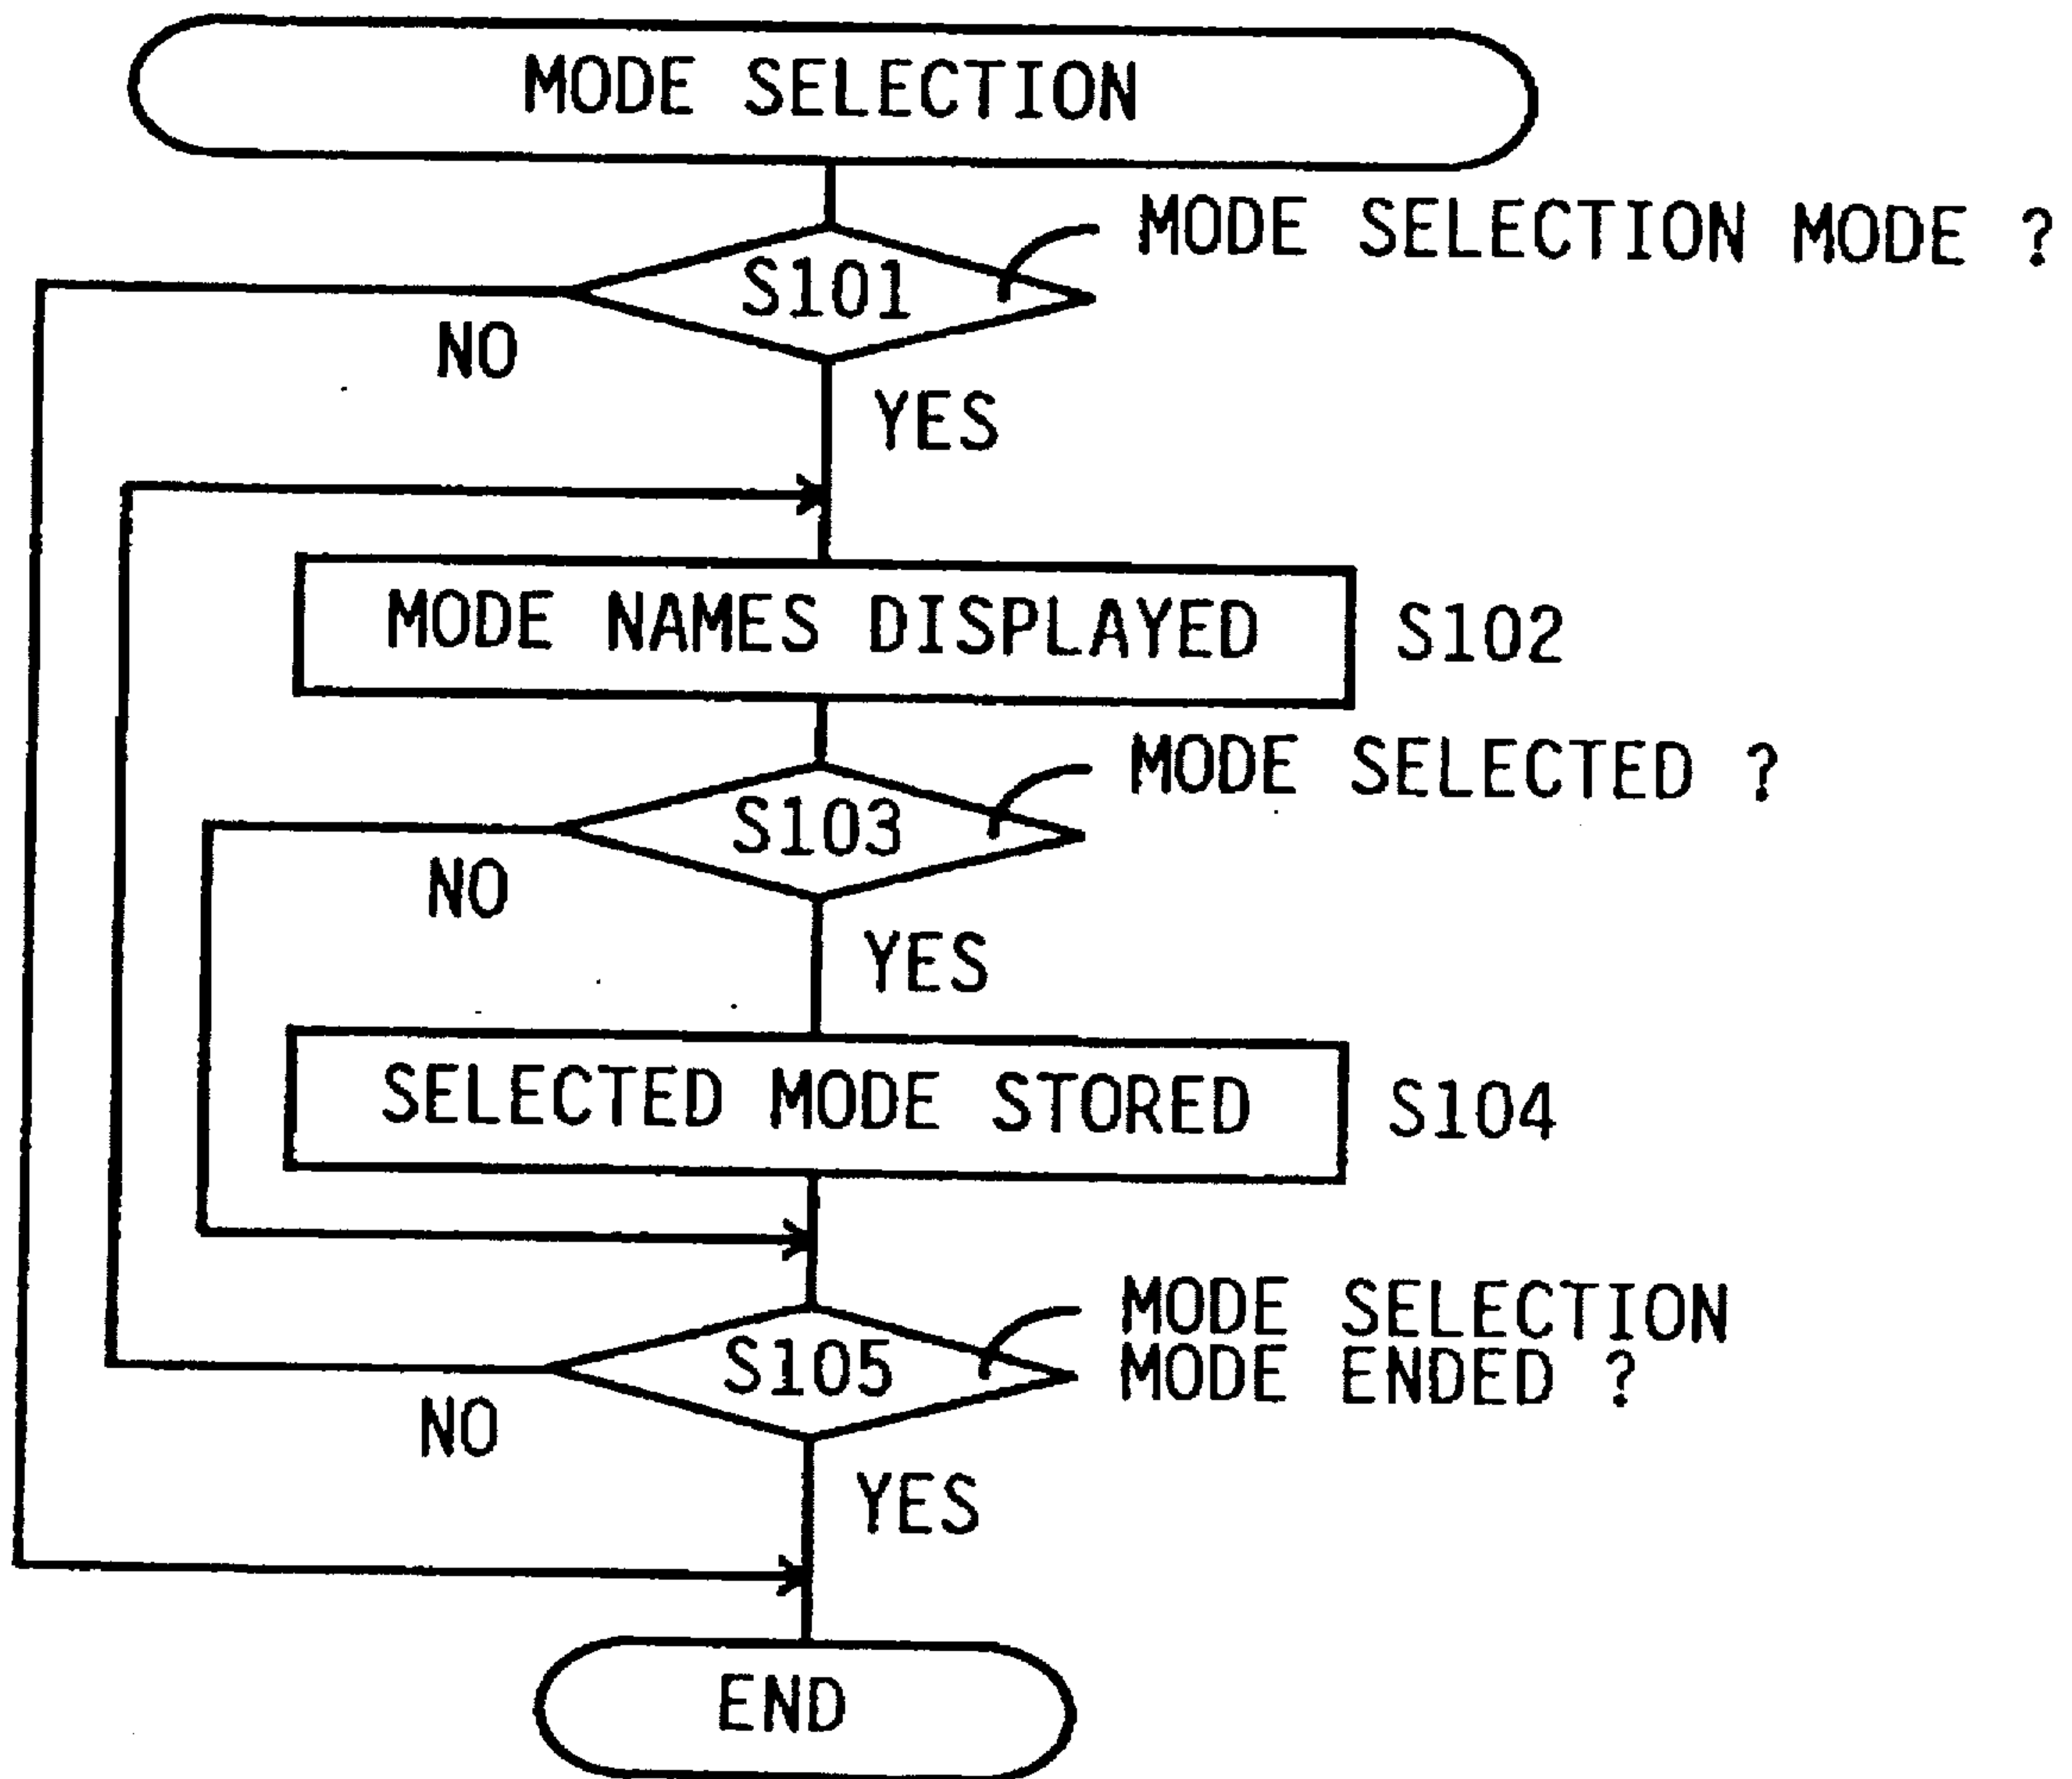 MODE SELECTION
MODE SELECTION MODE ?
S101
NO
YES
MODE NAMES DISPLAYED
S102
MODE SELECTED ?
S103
NO
YES
SELECTED MODE STORED
S104
MODE SELECTION
MODE ENDED ?
S105
NO
YES
END